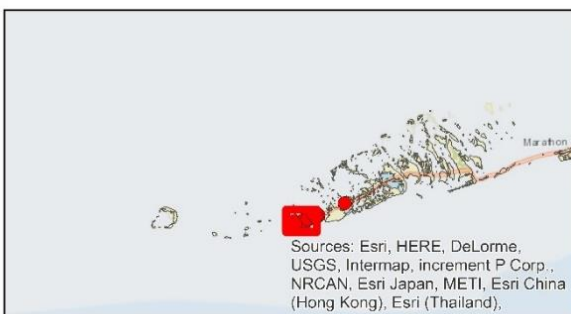 Marathon
Sources: Esri, HERE, DeLorme,
USGS, Intermap, increment P Corp.,
NRCAN, Esri Japan, METI, Esri China
(Hong Kong), Esri (Thailand),